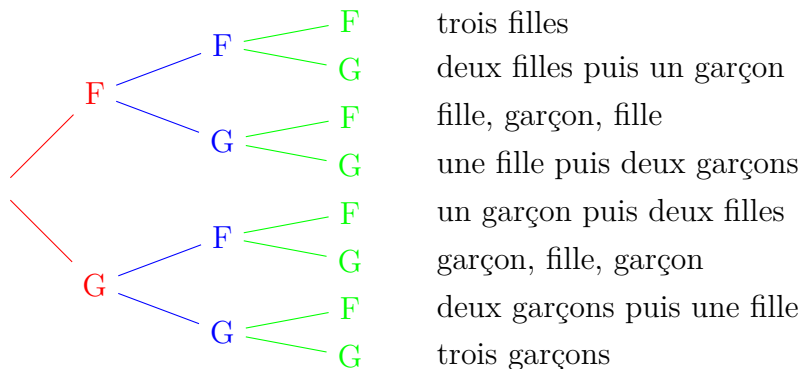 F trois filles
F
G deux filles puis un garçon
F
F fille, garçon, fille
G
G une fille puis deux garçons
F un garçon puis deux filles
F
G garçon, fille, garçon
G
F deux garçons puis une fille
G
G trois garçons